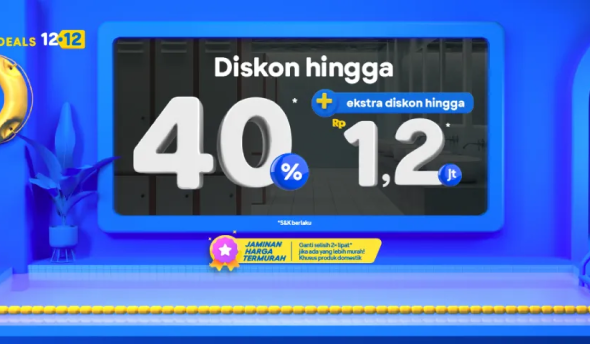 DEALS 12.12
Diskon hingga
40%*
+ ekstra diskon hingga
Rp 1,2 jt*
*S&K berlaku
JAMINAN
HARGA
TERMURAH
Ganti selisih 2x lipat*
jika ada yang lebih murah!
Khusus produk domestik